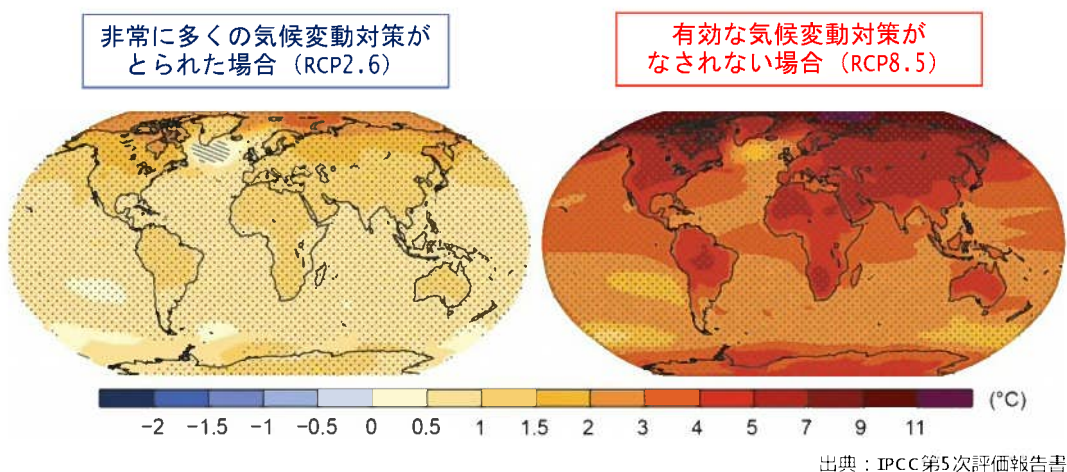 非常に多くの気候変動対策が
とられた場合（RCP2.6）
有効な気候変動対策が
なされない場合（RCP8.5）
−2 −1.5 −1 −0.5 0 0.5 1 1.5 2 3 4 5 7 9 11 (°C)
出典：IPCC第5次評価報告書